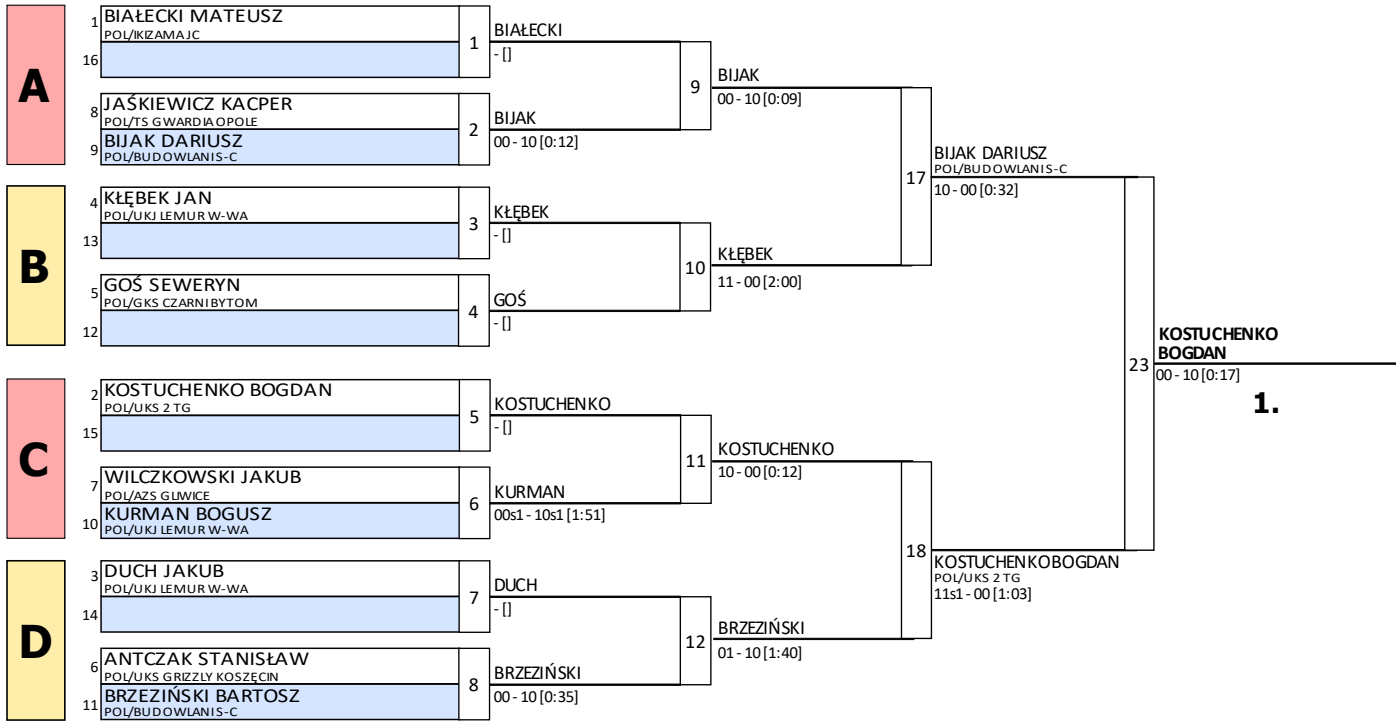 A
1 BIAŁECKI MATEUSZ
POL/IKIZAMA JC
16
1
BIAŁECKI
- []
8 JAŚKIEWICZ KACPER
POL/TS GWARDIA OPOLE
9 BIJAK DARIUSZ
POL/BUDOWLANI S-C
2
BIJAK
00 - 10 [0:12]
9
BIJAK
00 - 10 [0:09]
B
4 KŁĘBEK JAN
POL/UKJ LEMUR W-WA
13
3
KŁĘBEK
- []
5 GOŚ SEWERYN
POL/GKS CZARNI BYTOM
12
4
GOŚ
- []
10
KŁĘBEK
11 - 00 [2:00]
17
BIJAK DARIUSZ
POL/BUDOWLANI S-C
10 - 00 [0:32]
C
2 KOSTUCHENKO BOGDAN
POL/UKS 2 TG
15
5
KOSTUCHENKO
- []
7 WILCZKOWSKI JAKUB
POL/AZS GLIWICE
10 KURMAN BOGUSZ
POL/UKJ LEMUR W-WA
6
KURMAN
00s1 - 10s1 [1:51]
11
KOSTUCHENKO
10 - 00 [0:12]
D
3 DUCH JAKUB
POL/UKJ LEMUR W-WA
14
7
DUCH
- []
6 ANTCZAK STANISŁAW
POL/UKS GRIZZLY KOSZĘCIN
11 BRZEZIŃSKI BARTOSZ
POL/BUDOWLANI S-C
8
BRZEZIŃSKI
00 - 10 [0:35]
12
BRZEZIŃSKI
01 - 10 [1:40]
18
KOSTUCHENKO BOGDAN
POL/UKS 2 TG
11s1 - 00 [1:03]
23
KOSTUCHENKO
BOGDAN
00 - 10 [0:17]
1.